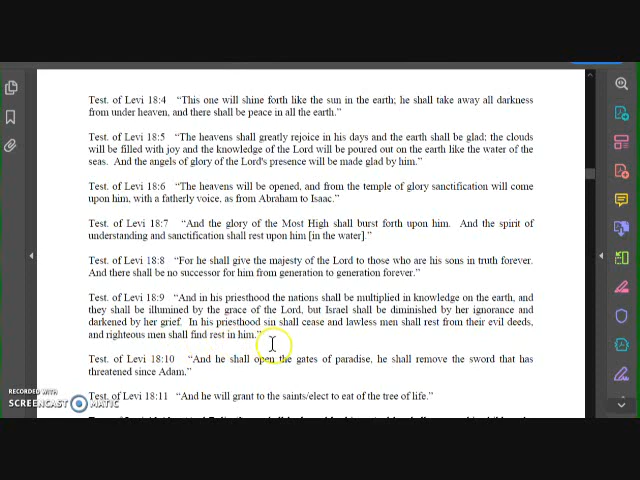 Test. of Levi 18:4 "This one will shine forth like the sun in the earth; he shall take away all darkness
from under heaven, and there shall be peace in all the earth."
Test. of Levi 18:5 "The heavens shall greatly rejoice in his days and the earth shall be glad; the clouds
will be filled with joy and the knowledge of the Lord will be poured out on the earth like the water of the
seas. And the angels of glory of the Lord's presence will be made glad by him."
Test. of Levi 18:6 "The heavens will be opened, and from the temple of glory sanctification will come
upon him, with a fatherly voice, as from Abraham to Isaac."
Test. of Levi 18:7 "And the glory of the Most High shall burst forth upon him. And the spirit of
understanding and sanctification shall rest upon him [in the water]."
Test. of Levi 18:8 "For he shall give the majesty of the Lord to those who are his sons in truth forever.
And there shall be no successor for him from generation to generation forever."
Test. of Levi 18:9 "And in his priesthood the nations shall be multiplied in knowledge on the earth, and
they shall be illumined by the grace of the Lord, but Israel shall be diminished by her ignorance and
darkened by her grief. In his priesthood sin shall cease and lawless men shall rest from their evil deeds,
and righteous men shall find rest in him."
Test. of Levi 18:10 "And he shall open the gates of paradise, he shall remove the sword that has
threatened since Adam."
Test. of Levi 18:11 "And he will grant to the saints/elect to eat of the tree of life."
RECORDED WITH
SCREENCAST MATIC